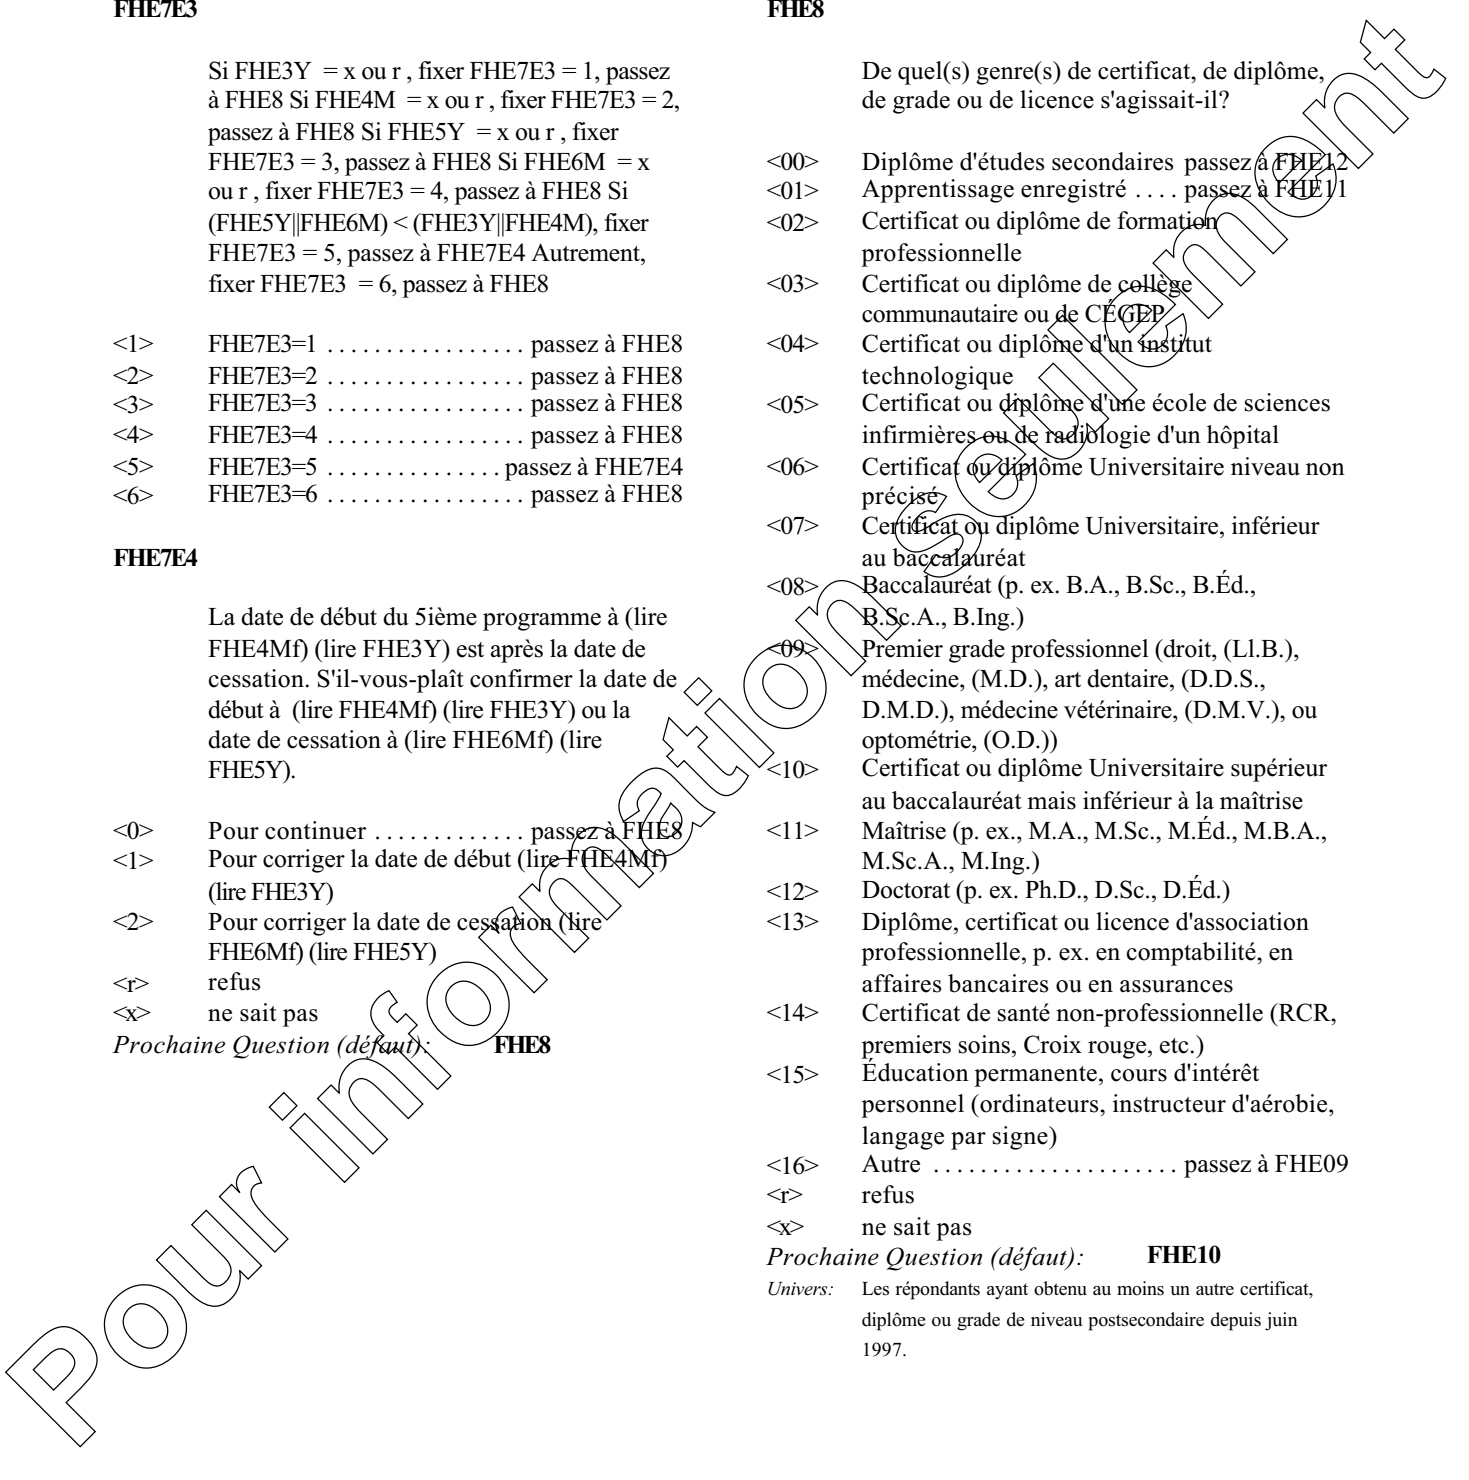 FHE7E3
Si FHE3Y = x ou r , fixer FHE7E3 = 1, passez
à FHE8 Si FHE4M = x ou r , fixer FHE7E3 = 2,
passez à FHE8 Si FHE5Y = x ou r , fixer
FHE7E3 = 3, passez à FHE8 Si FHE6M = x
ou r , fixer FHE7E3 = 4, passez à FHE8 Si
(FHE5Y||FHE6M) < (FHE3Y||FHE4M), fixer
FHE7E3 = 5, passez à FHE7E4 Autrement,
fixer FHE7E3 = 6, passez à FHE8
<1> FHE7E3=1 . . . . . . . . . . . . . . . . . passez à FHE8
<2> FHE7E3=2 . . . . . . . . . . . . . . . . . passez à FHE8
<3> FHE7E3=3 . . . . . . . . . . . . . . . . . passez à FHE8
<4> FHE7E3=4 . . . . . . . . . . . . . . . . . passez à FHE8
<5> FHE7E3=5 . . . . . . . . . . . . . . . passez à FHE7E4
<6> FHE7E3=6 . . . . . . . . . . . . . . . . . passez à FHE8
FHE7E4
La date de début du 5ième programme à (lire
FHE4Mf) (lire FHE3Y) est après la date de
cessation. S'il-vous-plaît confirmer la date de
début à (lire FHE4Mf) (lire FHE3Y) ou la
date de cessation à (lire FHE6Mf) (lire
FHE5Y).
<0> Pour continuer . . . . . . . . . . . . . passez à FHE8
<1> Pour corriger la date de début (lire FHE4Mf)
(lire FHE3Y)
<2> Pour corriger la date de cessation (lire
FHE6Mf) (lire FHE5Y)
<r> refus
<x> ne sait pas
Prochaine Question (défaut): FHE8
FHE8
De quel(s) genre(s) de certificat, de diplôme,
de grade ou de licence s'agissait-il?
<00> Diplôme d'études secondaires passez à FHE12
<01> Apprentissage enregistré . . . . passez à FHE11
<02> Certificat ou diplôme de formation
professionnelle
<03> Certificat ou diplôme de collège
communautaire ou de CÉGEP
<04> Certificat ou diplôme d'un institut
technologique
<05> Certificat ou diplôme d'une école de sciences
infirmières ou de radiologie d'un hôpital
<06> Certificat ou diplôme Universitaire niveau non
précisé
<07> Certificat ou diplôme Universitaire, inférieur
au baccalauréat
<08> Baccalauréat (p. ex. B.A., B.Sc., B.Éd.,
B.Sc.A., B.Ing.)
<09> Premier grade professionnel (droit, (Ll.B.),
médecine, (M.D.), art dentaire, (D.D.S.,
D.M.D.), médecine vétérinaire, (D.M.V.), ou
optométrie, (O.D.))
<10> Certificat ou diplôme Universitaire supérieur
au baccalauréat mais inférieur à la maîtrise
<11> Maîtrise (p. ex., M.A., M.Sc., M.Éd., M.B.A.,
M.Sc.A., M.Ing.)
<12> Doctorat (p. ex. Ph.D., D.Sc., D.Éd.)
<13> Diplôme, certificat ou licence d'association
professionnelle, p. ex. en comptabilité, en
affaires bancaires ou en assurances
<14> Certificat de santé non-professionnelle (RCR,
premiers soins, Croix rouge, etc.)
<15> Éducation permanente, cours d'intérêt
personnel (ordinateurs, instructeur d'aérobie,
langage par signe)
<16> Autre . . . . . . . . . . . . . . . . . . . . . passez à FHE09
<r> refus
<x> ne sait pas
Prochaine Question (défaut): FHE10
Univers: Les répondants ayant obtenu au moins un autre certificat,
diplôme ou grade de niveau postsecondaire depuis juin
1997.
Pour information seulement